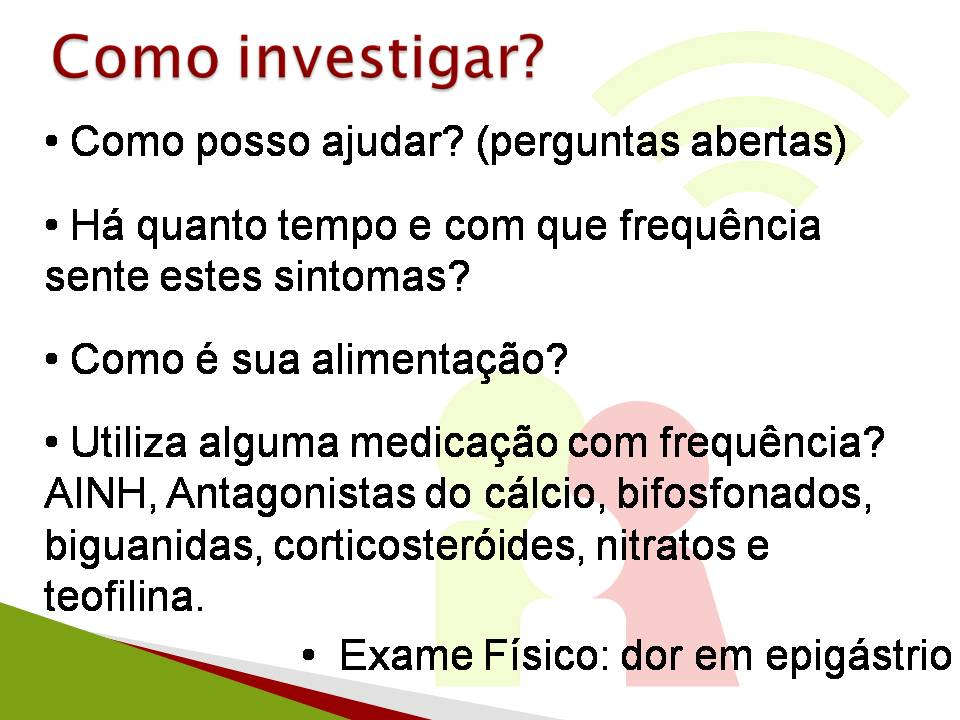 Como investigar?
• Como posso ajudar? (perguntas abertas)
• Há quanto tempo e com que frequência
sente estes sintomas?
• Como é sua alimentação?
• Utiliza alguma medicação com frequência?
AINH, Antagonistas do cálcio, bifosfonados,
biguanidas, corticosteróides, nitratos e
teofilina.
• Exame Físico: dor em epigástrio